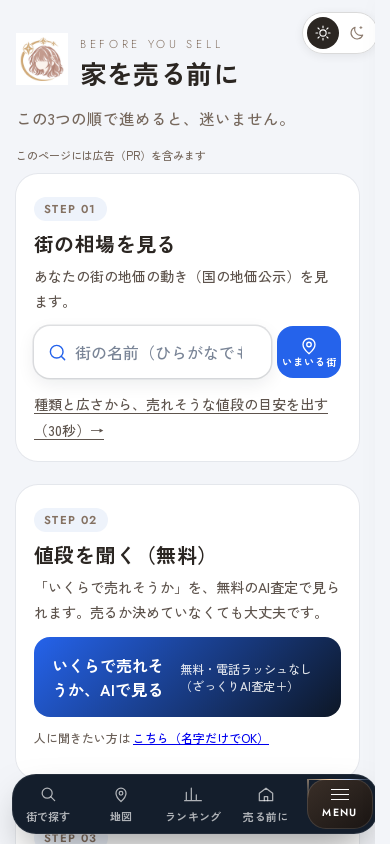 BEFORE YOU SELL
家を売る前に
この3つの順で進めると、迷いません。
このページには広告（PR）を含みます
STEP 01
街の相場を見る
あなたの街の地価の動き（国の地価公示）を見
ます。
街の名前（ひらがなで
いまいる街
種類と広さから、売れそうな値段の目安を出す
（30秒）→
STEP 02
値段を聞く（無料）
「いくらで売れそうか」を、無料のAI査定で見ら
れます。売るか決めていなくても大丈夫です。
いくらで売れそ
うか、AIで見る
無料・電話ラッシュなし
（ざっくりAI査定＋）
人に聞きたい方は こちら（名字だけでOK）
街で探す
地図
ランキング
売る前に
MENU
STEP 03